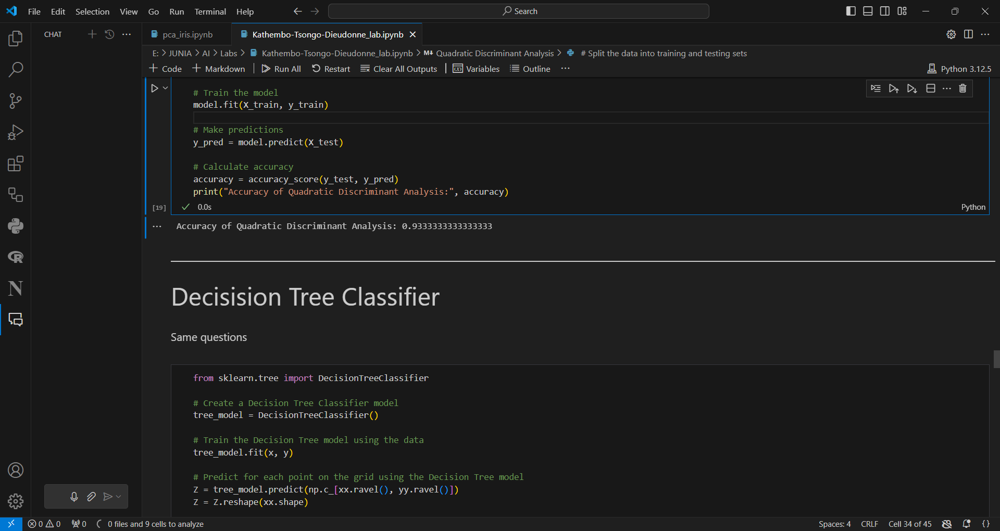 File Edit Selection View Go Run Terminal Help
Search
CHAT
pca_iris.ipynb
Kathembo-Tsongo-Dieudonne_lab.ipynb
E: > JUNIA > AI > Labs > Kathembo-Tsongo-Dieudonne_lab.ipynb > M↓ Quadratic Discriminant Analysis > # Split the data into training and testing sets
+ Code + Markdown Run All Restart Clear All Outputs Variables Outline ... Python 3.12.5
# Train the model
model.fit(X_train, y_train)
# Make predictions
y_pred = model.predict(X_test)
# Calculate accuracy
accuracy = accuracy_score(y_test, y_pred)
print("Accuracy of Quadratic Discriminant Analysis:", accuracy)
[19] ✓ 0.0s Python
... Accuracy of Quadratic Discriminant Analysis: 0.9333333333333333
Decisision Tree Classifier
Same questions
from sklearn.tree import DecisionTreeClassifier
# Create a Decision Tree Classifier model
tree_model = DecisionTreeClassifier()
# Train the Decision Tree model using the data
tree_model.fit(x, y)
# Predict for each point on the grid using the Decision Tree model
Z = tree_model.predict(np.c_[xx.ravel(), yy.ravel()])
Z = Z.reshape(xx.shape)
0 0 0 0 files and 9 cells to analyze Spaces: 4 CRLF Cell 34 of 45 {}